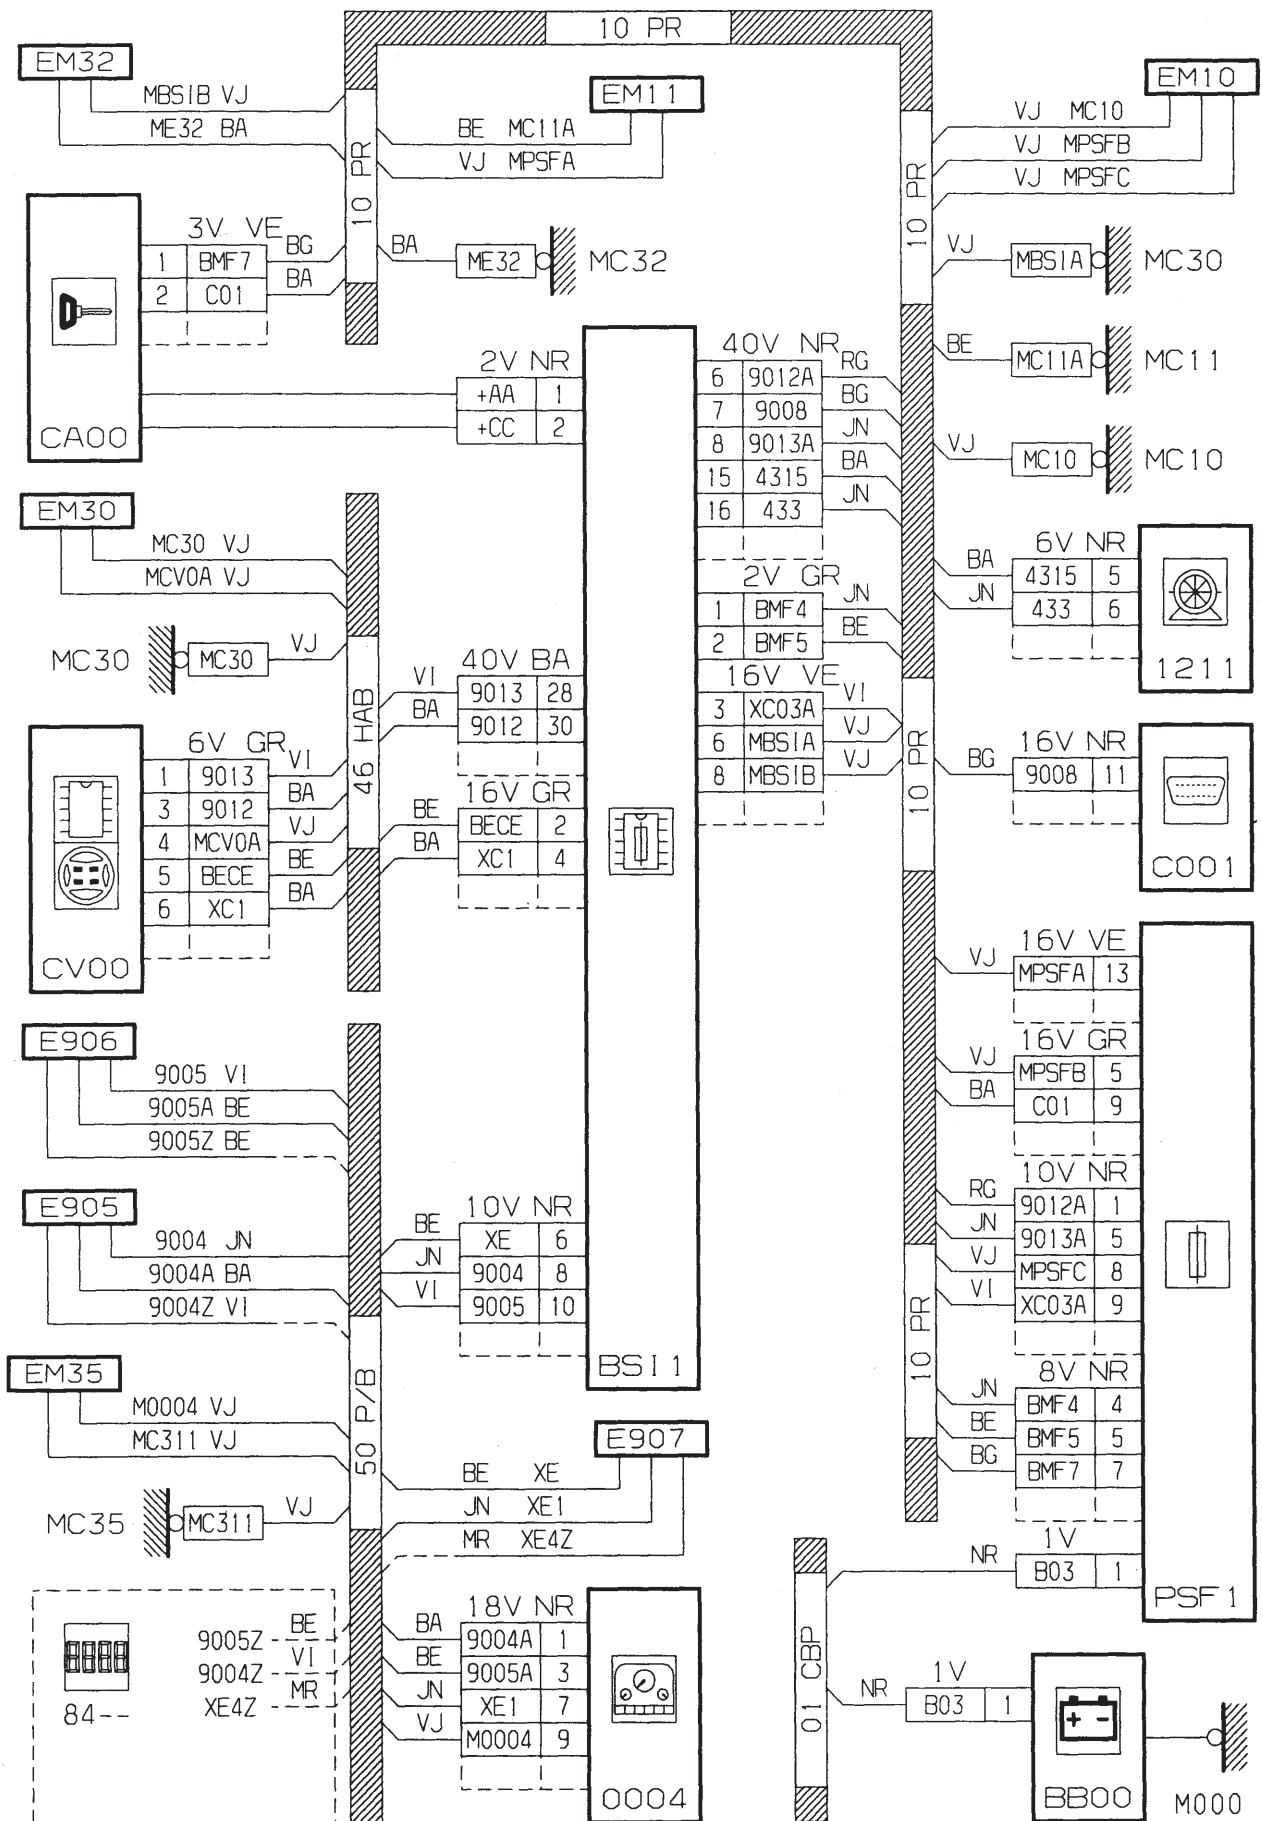 10 PR
EM32
MBSIB VJ
ME32 BA
10 PR
EM11
BE MC11A
VJ MPSFA
EM10
VJ MC10
VJ MPSFB
VJ MPSFC
10 PR
CA00
3V VE
1 BMF7 BG
2 C01 BA
BA ME32 MC32
VJ MBSIA MC30
BE MC11A MC11
VJ MC10 MC10
2V NR
+AA 1
+CC 2
40V NR
6 9012A RG
7 9008 BG
8 9013A JN
15 4315 BA
16 433 JN
2V GR
1 BMF4 JN
2 BMF5 BE
16V VE
3 XC03A VI
6 MBSIA VJ
8 MBSIB VJ
10 PR
EM30
MC30 VJ
MCV0A VJ
MC30 MC30 VJ
46 HAB
6V GR
1 9013 VI
3 9012 BA
4 MCV0A VJ
5 BECE BE
6 XC1 BA
CV00
40V BA
VI 9013 28
BA 9012 30
16V GR
BE BECE 2
BA XC1 4
6V NR
BA 4315 5
JN 433 6
1211
16V NR
BG 9008 11
C001
16V VE
VJ MPSFA 13
16V GR
VJ MPSFB 5
BA C01 9
10V NR
RG 9012A 1
JN 9013A 5
VJ MPSFC 8
VI XC03A 9
10 PR
8V NR
JN BMF4 4
BE BMF5 5
BG BMF7 7
1V
NR B03 1
PSF1
E906
9005 VI
9005A BE
9005Z BE
E905
9004 JN
9004A BA
9004Z VI
10V NR
BE XE 6
JN 9004 8
VI 9005 10
BSI1
EM35
M0004 VJ
MC311 VJ
50 P/B
MC35 MC311 VJ
E907
BE XE
JN XE1
MR XE4Z
84--
9005Z BE
9004Z VI
XE4Z MR
18V NR
BA 9004A 1
BE 9005A 3
JN XE1 7
VJ M0004 9
0004
01 CBP
1V
NR B03 1
BB00
M000